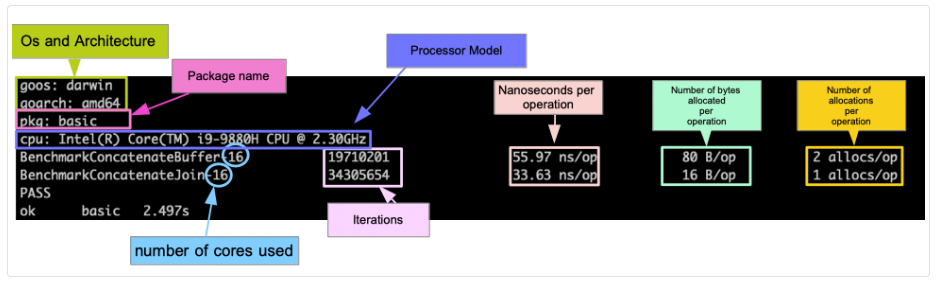 Os and Architecture
Processor Model
Package name
Nanoseconds per
operation
Number of bytes
allocated
per
operation
Number of
allocations
per
operation
goos: darwin
goarch: amd64
pkg: basic
cpu: Intel(R) Core(TM) i9-9880H CPU @ 2.30GHz
BenchmarkConcatenateBuffer-16 19710201 55.97 ns/op 80 B/op 2 allocs/op
BenchmarkConcatenateJoin-16 34305654 33.63 ns/op 16 B/op 1 allocs/op
PASS
ok basic 2.497s
Iterations
number of cores used